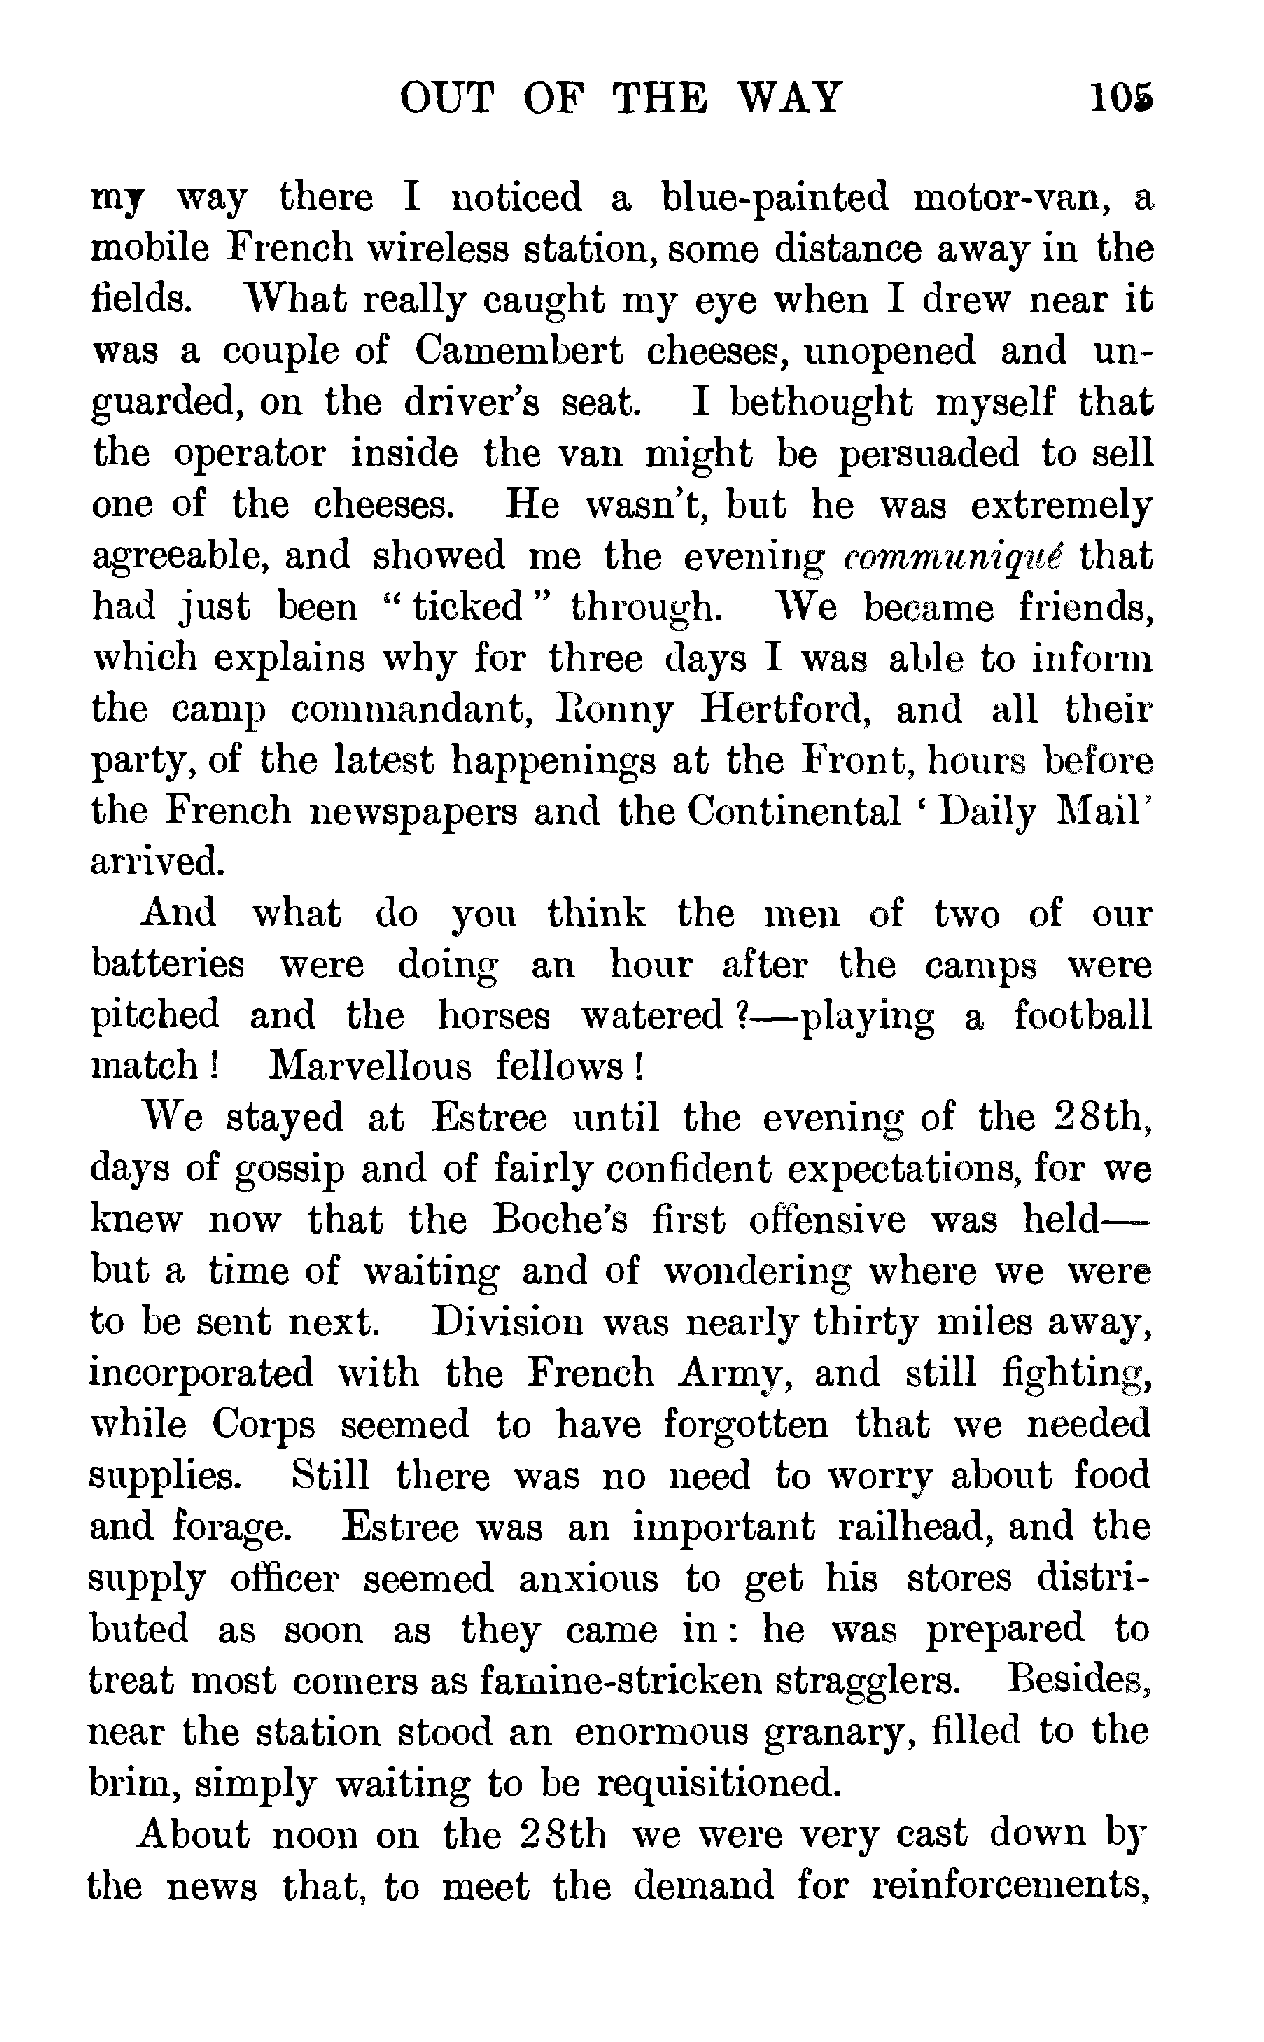 OUT OF THE WAY 105
my way there I noticed a blue-painted motor-van, a
mobile French wireless station, some distance away in the
fields. What really caught my eye when I drew near it
was a couple of Camembert cheeses, unopened and un-
guarded, on the driver's seat. I bethought myself that
the operator inside the van might be persuaded to sell
one of the cheeses. He wasn't, but he was extremely
agreeable, and showed me the evening communiqué that
had just been “ ticked ” through. We became friends,
which explains why for three days I was able to inform
the camp commandant, Ronny Hertford, and all their
party, of the latest happenings at the Front, hours before
the French newspapers and the Continental ‘ Daily Mail’
arrived.
And what do you think the men of two of our
batteries were doing an hour after the camps were
pitched and the horses watered ?—playing a football
match ! Marvellous fellows !
We stayed at Estree until the evening of the 28th,
days of gossip and of fairly confident expectations, for we
knew now that the Boche's first offensive was held—
but a time of waiting and of wondering where we were
to be sent next. Division was nearly thirty miles away,
incorporated with the French Army, and still fighting,
while Corps seemed to have forgotten that we needed
supplies. Still there was no need to worry about food
and forage. Estree was an important railhead, and the
supply officer seemed anxious to get his stores distri-
buted as soon as they came in : he was prepared to
treat most comers as famine-stricken stragglers. Besides,
near the station stood an enormous granary, filled to the
brim, simply waiting to be requisitioned.
About noon on the 28th we were very cast down by
the news that, to meet the demand for reinforcements,